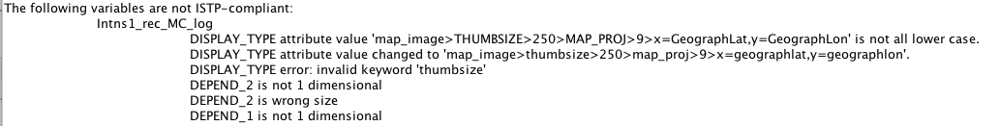 The following variables are not ISTP-compliant:
Intns1_rec_MC_log
DISPLAY_TYPE attribute value 'map_image>THUMBSIZE>250>MAP_PROJ>9>x=GeographLat,y=GeographLon' is not all lower case.
DISPLAY_TYPE attribute value changed to 'map_image>thumbsize>250>map_proj>9>x=geographlat,y=geographlon'.
DISPLAY_TYPE error: invalid keyword 'thumbsize'
DEPEND_2 is not 1 dimensional
DEPEND_2 is wrong size
DEPEND_1 is not 1 dimensional